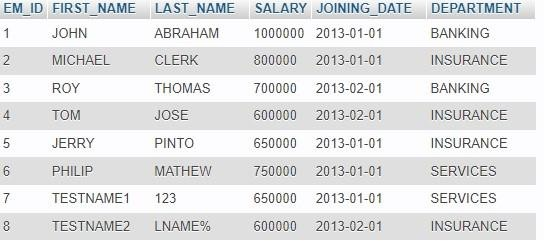 EM_ID FIRST_NAME LAST_NAME SALARY JOINING_DATE DEPARTMENT
1 JOHN ABRAHAM 1000000 2013-01-01 BANKING
2 MICHAEL CLERK 800000 2013-01-01 INSURANCE
3 ROY THOMAS 700000 2013-02-01 BANKING
4 TOM JOSE 600000 2013-02-01 INSURANCE
5 JERRY PINTO 650000 2013-01-01 INSURANCE
6 PHILIP MATHEW 750000 2013-01-01 SERVICES
7 TESTNAME1 123 650000 2013-01-01 SERVICES
8 TESTNAME2 LNAME% 600000 2013-02-01 INSURANCE